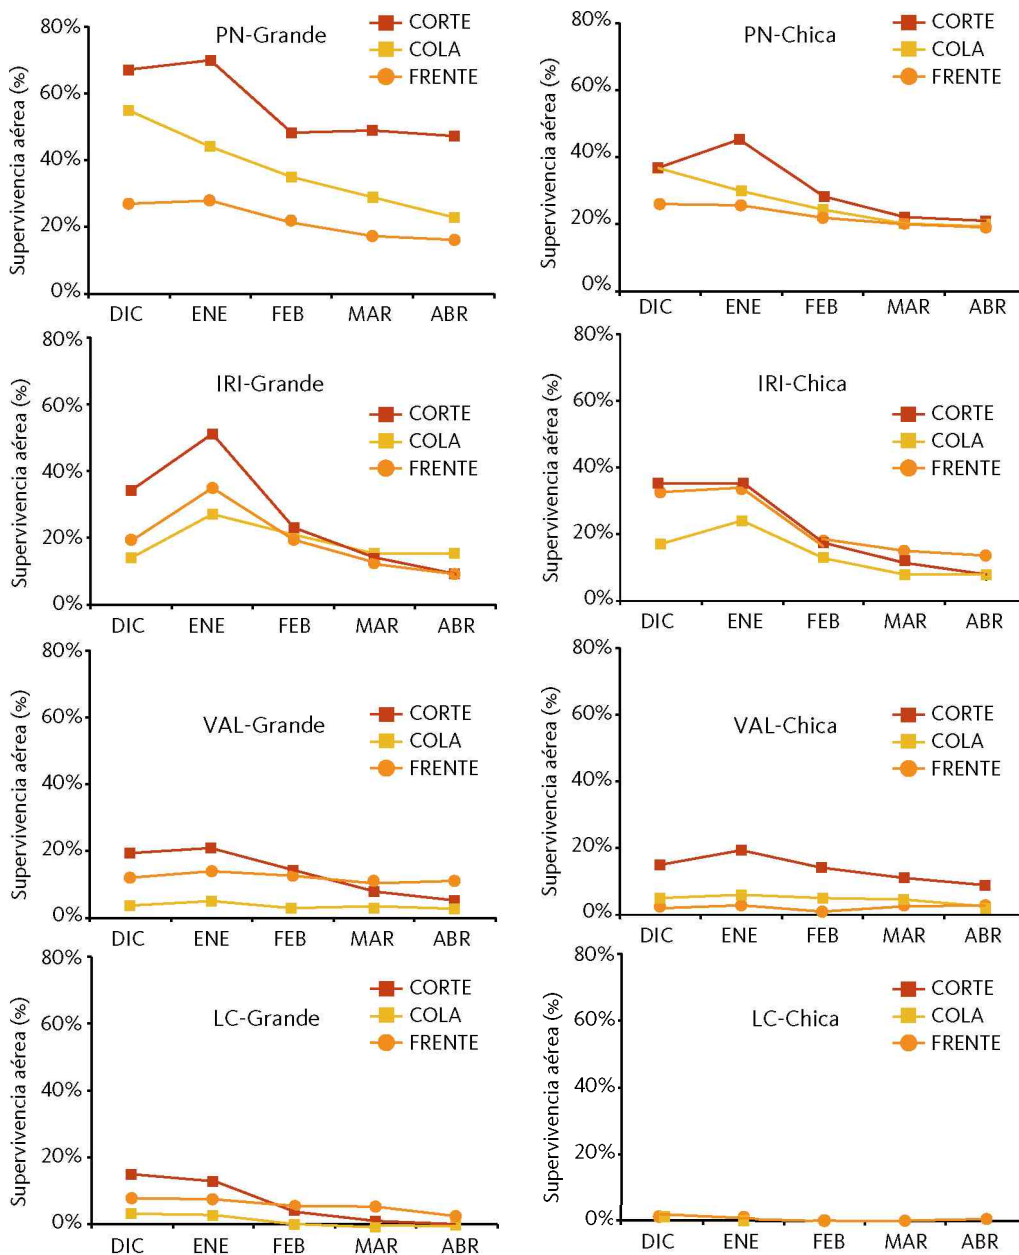 Supervivencia aérea (%)
80%
60%
40%
20%
0%
PN-Grande
CORTE
COLA
FRENTE
DIC ENE FEB MAR ABR
Supervivencia aérea (%)
80%
60%
40%
20%
0%
PN-Chica
CORTE
COLA
FRENTE
DIC ENE FEB MAR ABR
Supervivencia aérea (%)
80%
60%
40%
20%
0%
IRI-Grande
CORTE
COLA
FRENTE
DIC ENE FEB MAR ABR
Supervivencia aérea (%)
80%
60%
40%
20%
0%
IRI-Chica
CORTE
COLA
FRENTE
DIC ENE FEB MAR ABR
Supervivencia aérea (%)
80%
60%
40%
20%
0%
VAL-Grande
CORTE
COLA
FRENTE
DIC ENE FEB MAR ABR
Supervivencia aérea (%)
80%
60%
40%
20%
0%
VAL-Chica
CORTE
COLA
FRENTE
DIC ENE FEB MAR ABR
Supervivencia aérea (%)
80%
60%
40%
20%
0%
LC-Grande
CORTE
COLA
FRENTE
DIC ENE FEB MAR ABR
Supervivencia aérea (%)
80%
60%
40%
20%
0%
LC-Chica
CORTE
COLA
FRENTE
DIC ENE FEB MAR ABR